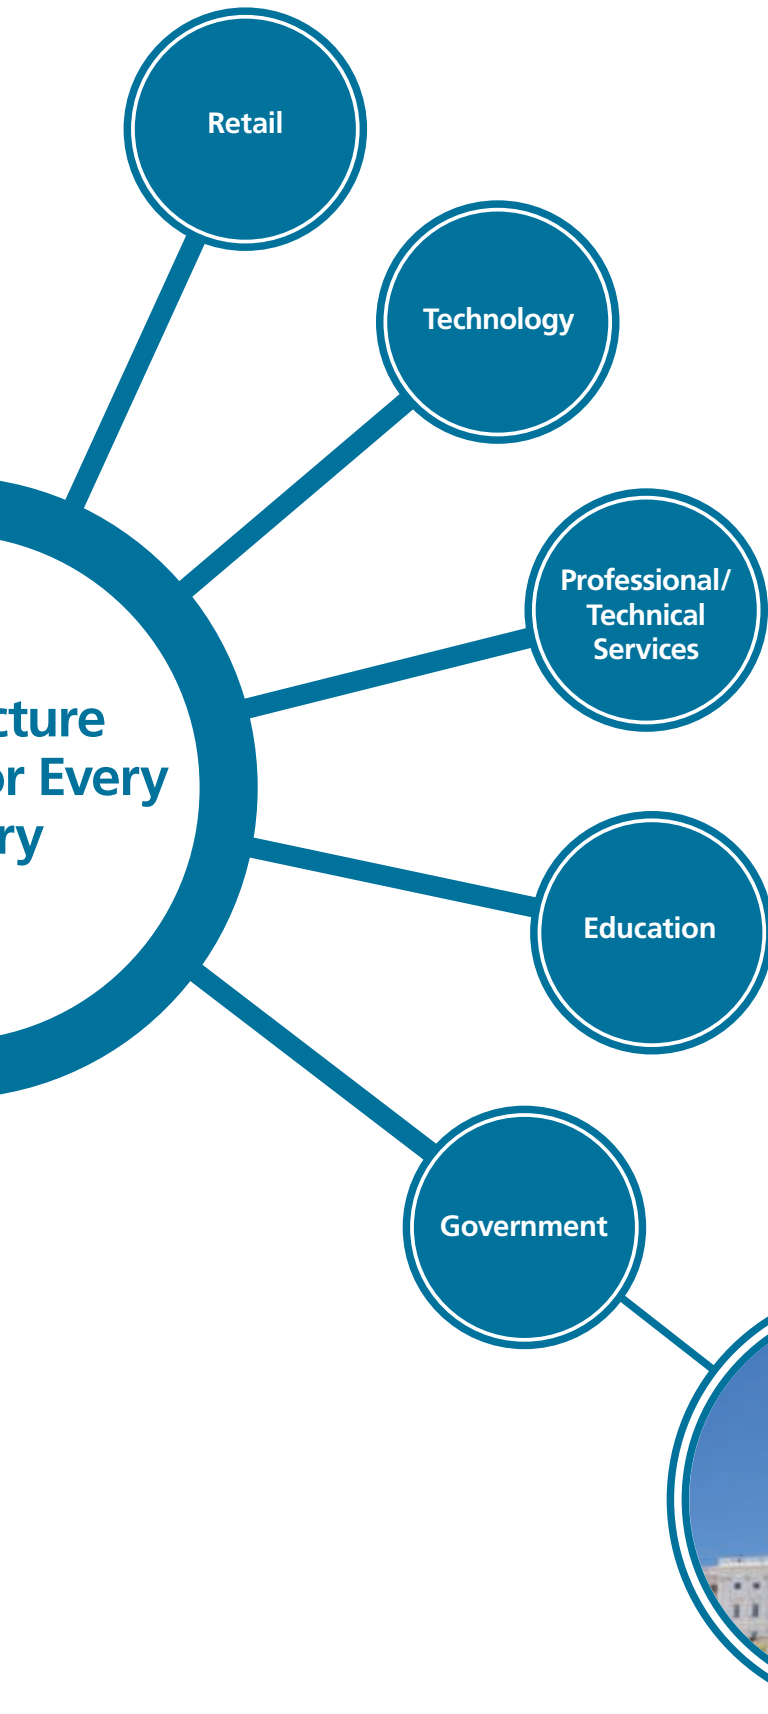 Retail
Technology
Professional/
Technical
Services
cture
or Every
ry
Education
Government